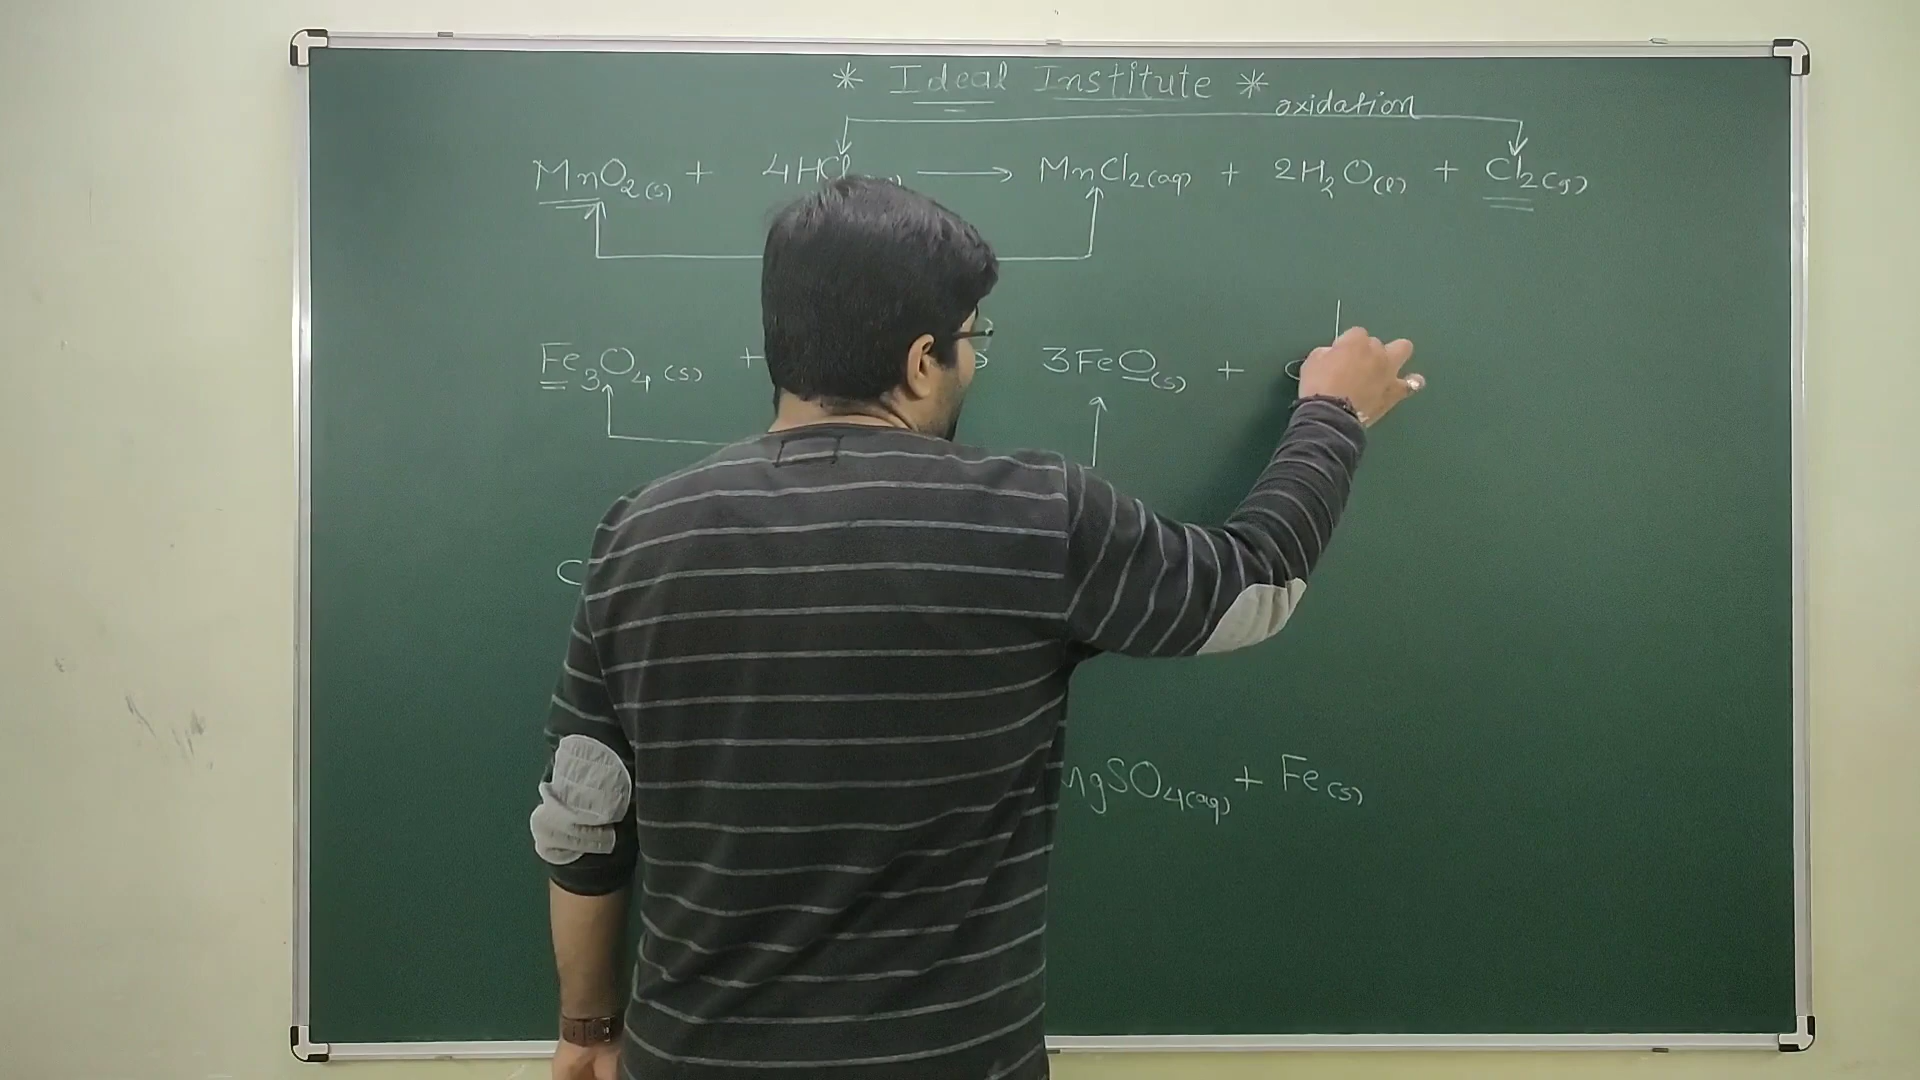 * Ideal Institute *
oxidation
MnO₂(s) + 4HCl ⟶ MnCl₂(aq) + 2H₂O(l) + Cl₂(g)
Fe₃O₄(s) + 3FeO(s) +
C
MgSO₄(aq) + Fe(s)